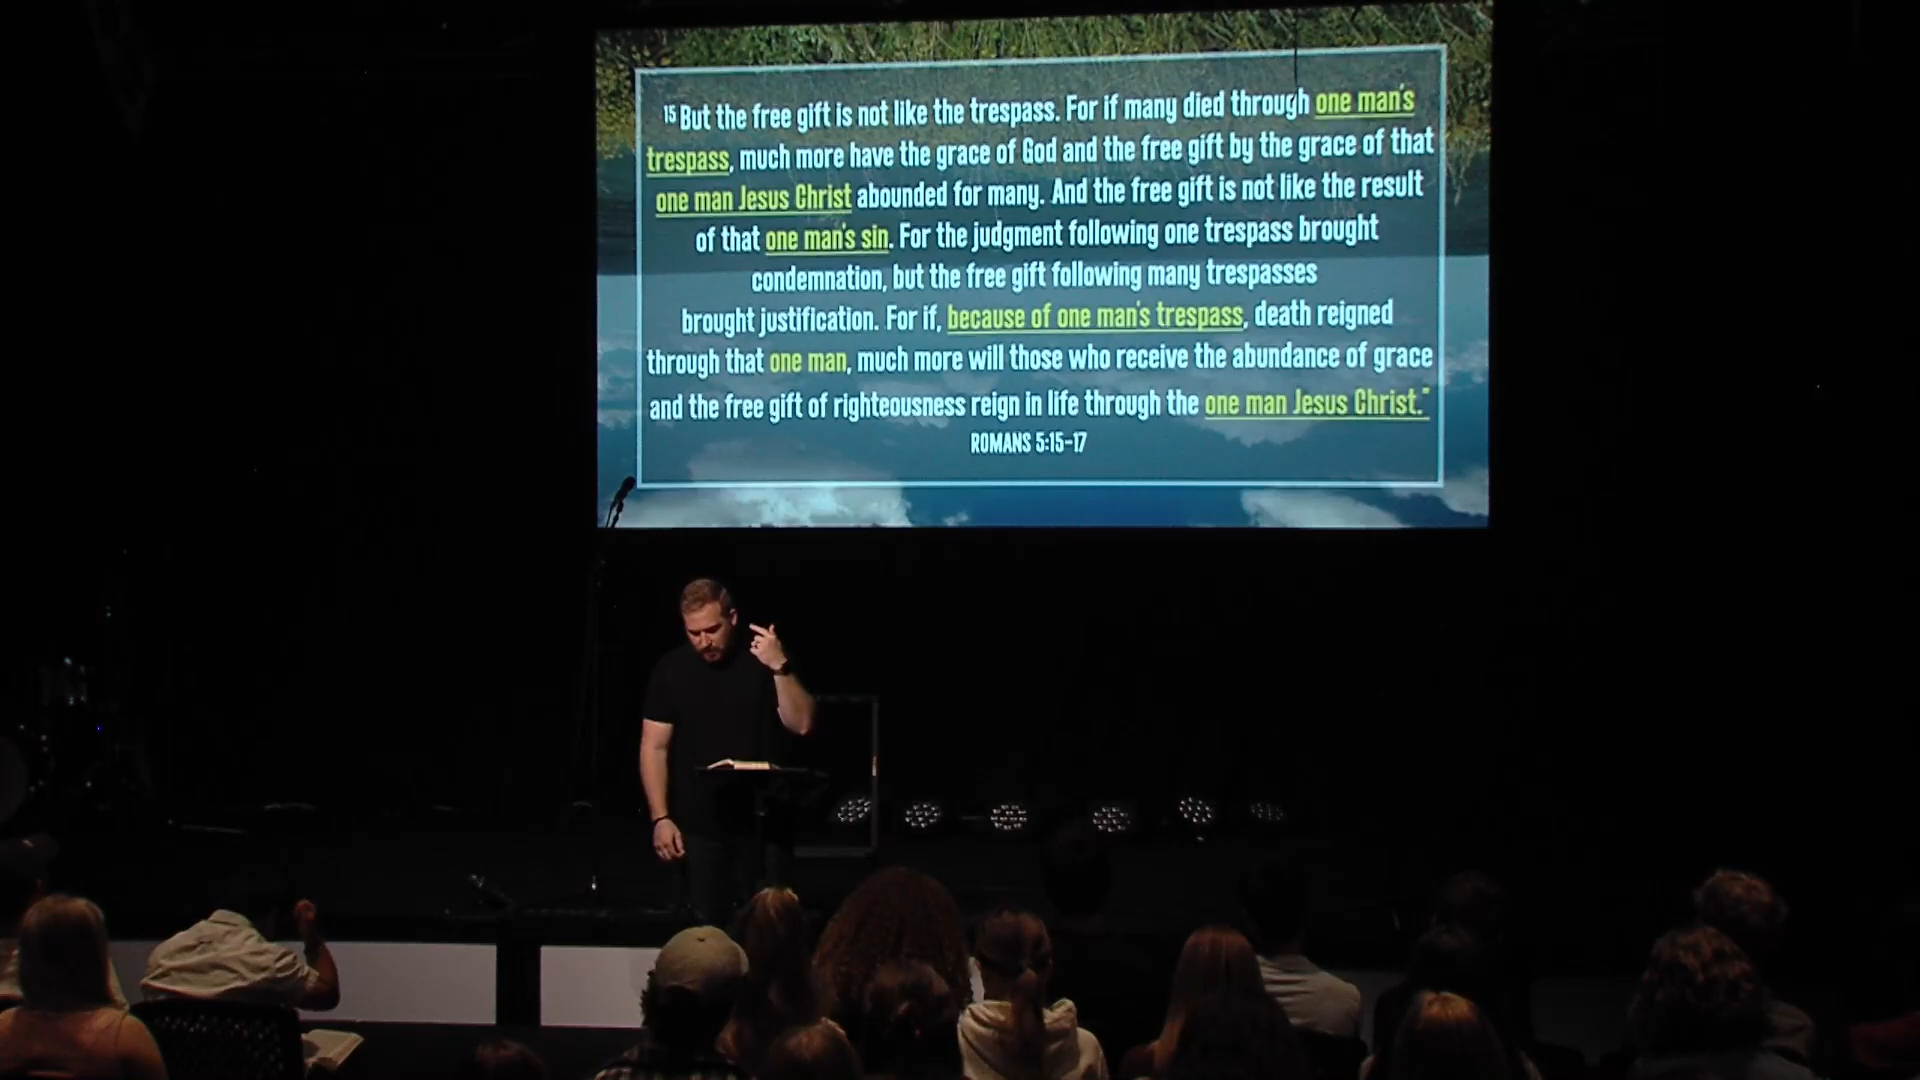 15 But the free gift is not like the trespass. For if many died through one man's
trespass, much more have the grace of God and the free gift by the grace of that
one man Jesus Christ abounded for many. And the free gift is not like the result
of that one man's sin. For the judgment following one trespass brought
condemnation, but the free gift following many trespasses
brought justification. For if, because of one man's trespass, death reigned
through that one man, much more will those who receive the abundance of grace
and the free gift of righteousness reign in life through the one man Jesus Christ."
ROMANS 5:15-17